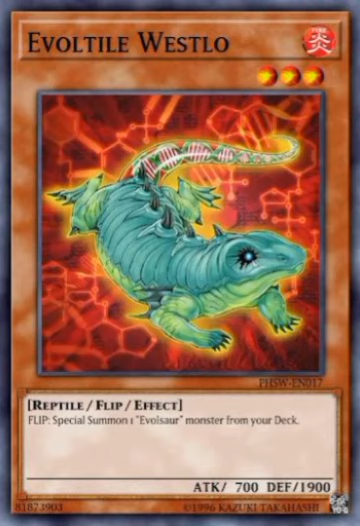 EVOLTILE WESTLO
炎
PHSW-EN017
[REPTILE / FLIP / EFFECT]
FLIP: Special Summon 1 "Evolsaur" monster from your Deck.
ATK/ 700 DEF/1900
81873903 ©1996 KAZUKI TAKAHASHI